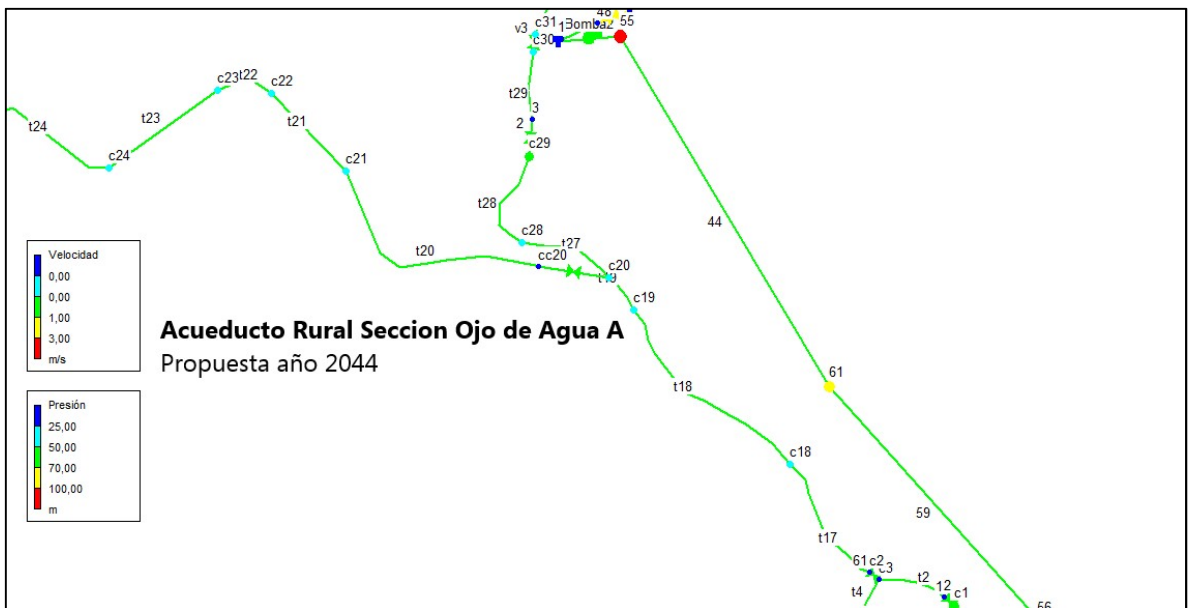 48
c31
v3
1
Bomba2
55
c30
c23
t22
c22
t29
t23
3
t24
t21
2
c29
c24
c21
t28
44
c28
t27
t20
cc20
c20
t19
c19
Velocidad
0,00
0,00
1,00
3,00
m/s
Acueducto Rural Seccion Ojo de Agua A
Propuesta año 2044
61
t18
Presión
25,00
50,00
70,00
100,00
m
c18
59
t17
61
c2
c3
t2
t4
12
c1
56